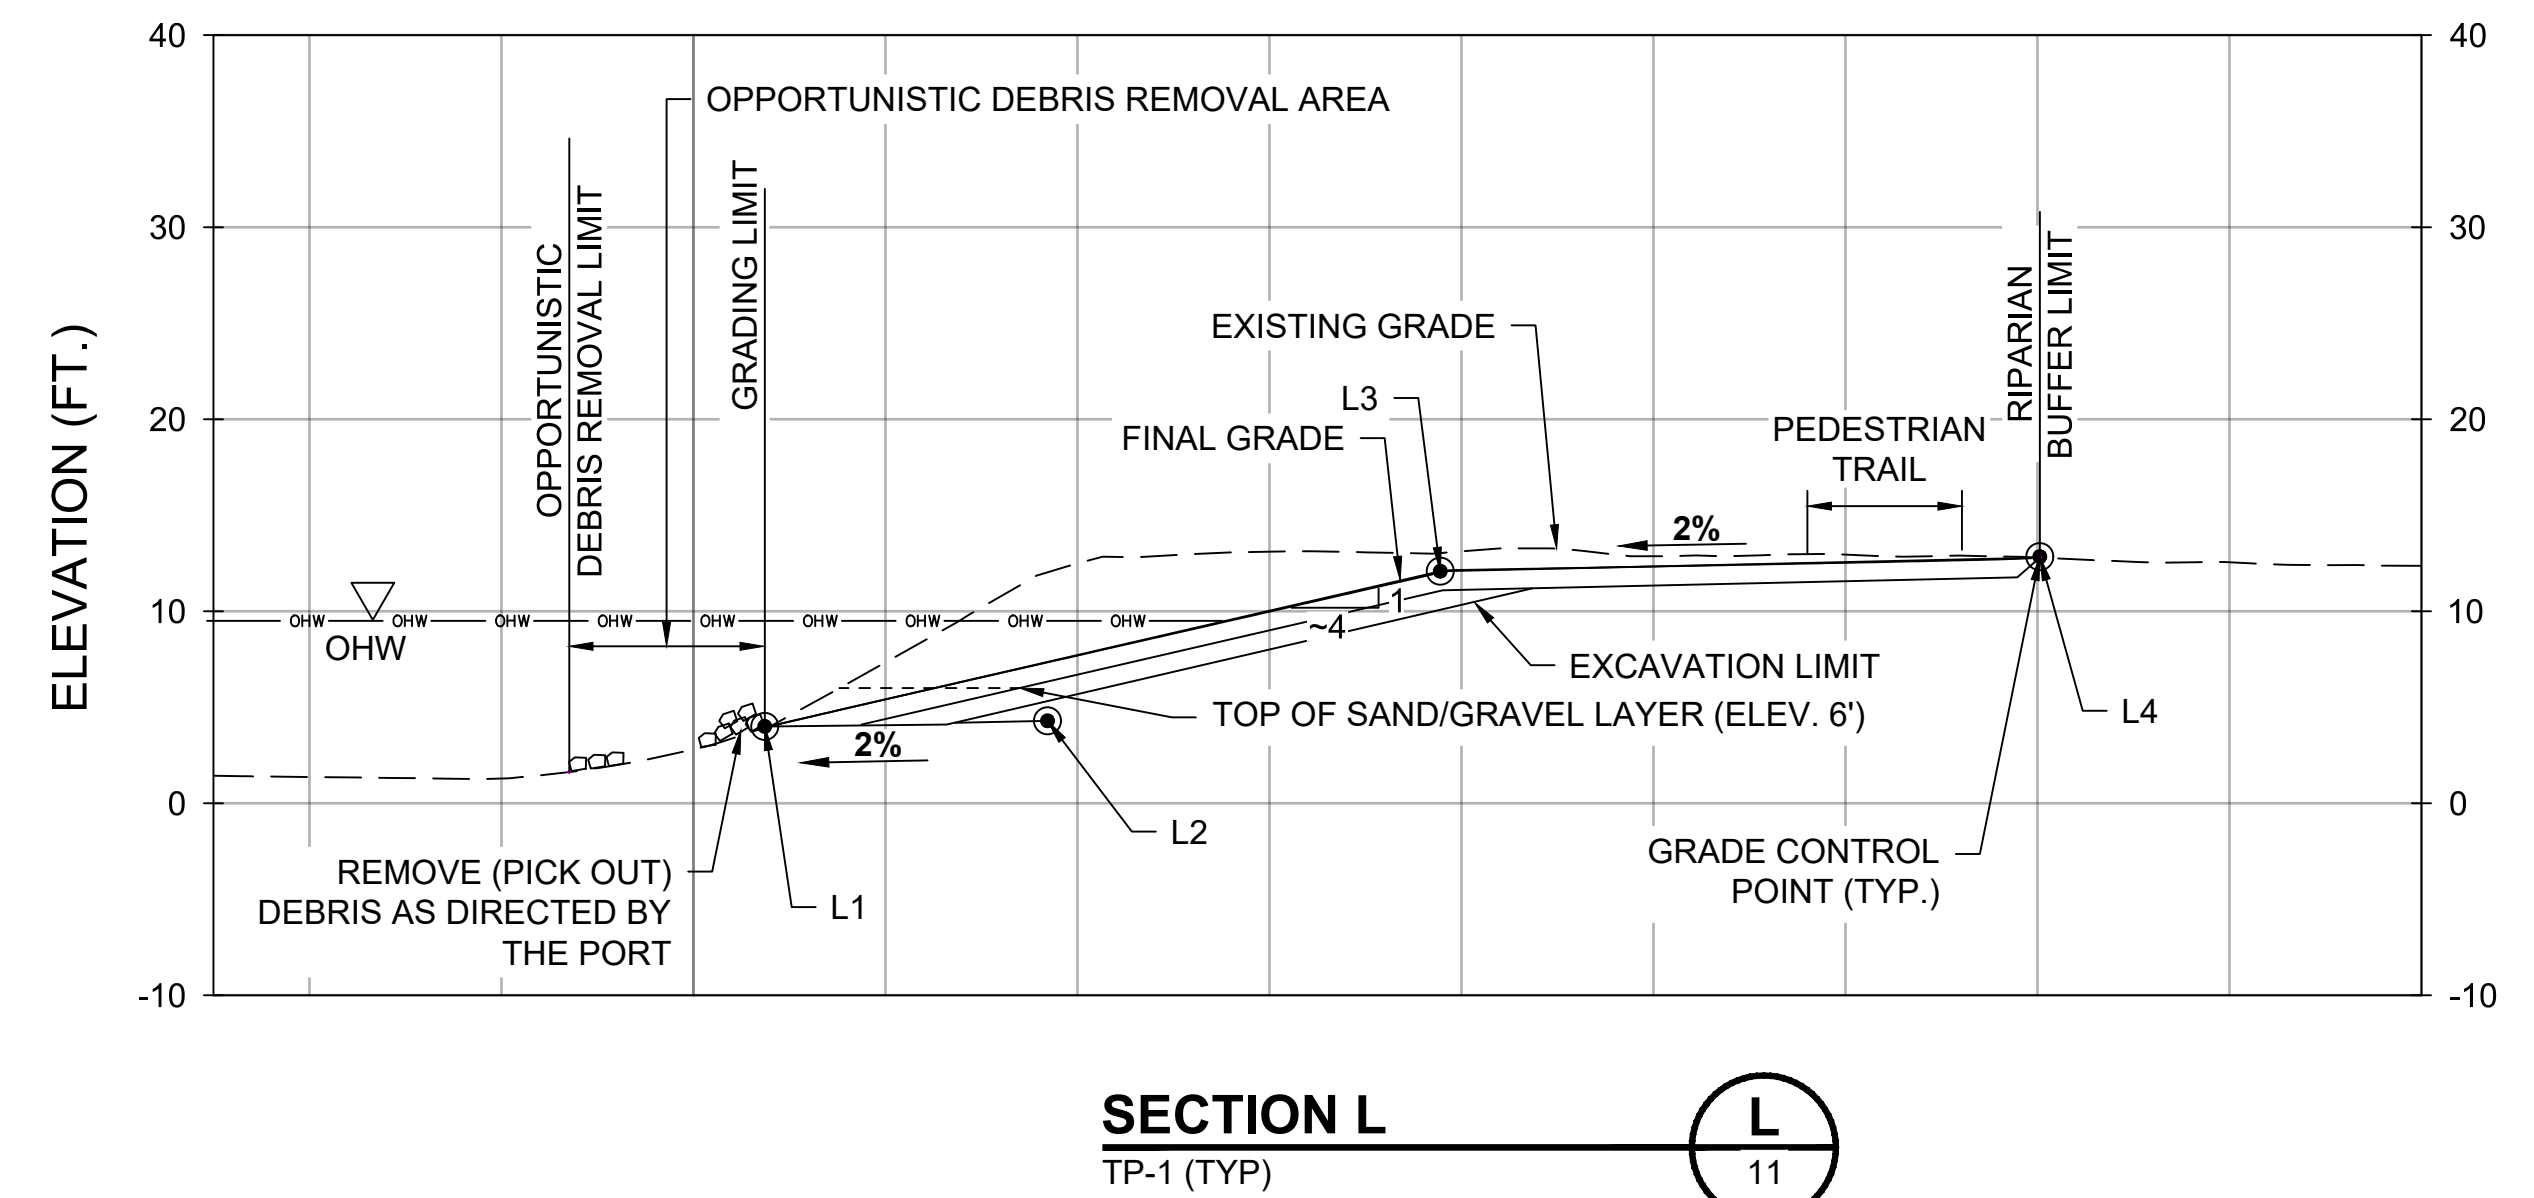 40
40
OPPORTUNISTIC DEBRIS REMOVAL AREA
OPPORTUNISTIC
DEBRIS REMOVAL LIMIT
GRADING LIMIT
30
30
RIPARIAN
BUFFER LIMIT
EXISTING GRADE
L3
FINAL GRADE
20
20
PEDESTRIAN
TRAIL
2%
ELEVATION (FT.)
10
10
OHW OHW OHW OHW OHW OHW OHW OHW OHW
OHW
1
~4
EXCAVATION LIMIT
TOP OF SAND/GRAVEL LAYER (ELEV. 6')
L4
2%
0
0
L2
REMOVE (PICK OUT)
DEBRIS AS DIRECTED BY
THE PORT
L1
GRADE CONTROL
POINT (TYP.)
-10
-10
SECTION L
TP-1 (TYP)
L
11